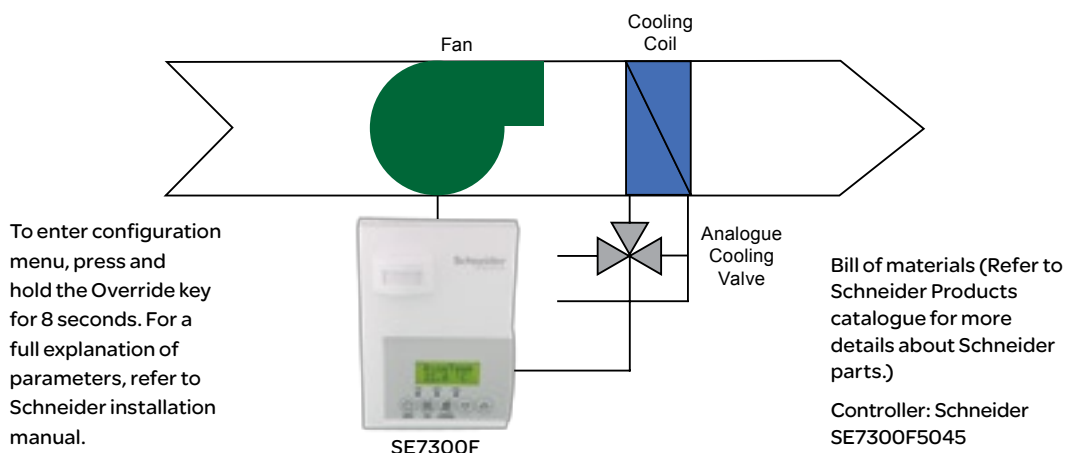 Fan
Cooling
Coil
To enter configuration
menu, press and
hold the Override key
for 8 seconds. For a
full explanation of
parameters, refer to
Schneider installation
manual.
Schneider
Analogue
Cooling
Valve
SE7300F
Bill of materials (Refer to
Schneider Products
catalogue for more
details about Schneider
parts.)
Controller: Schneider
SE7300F5045